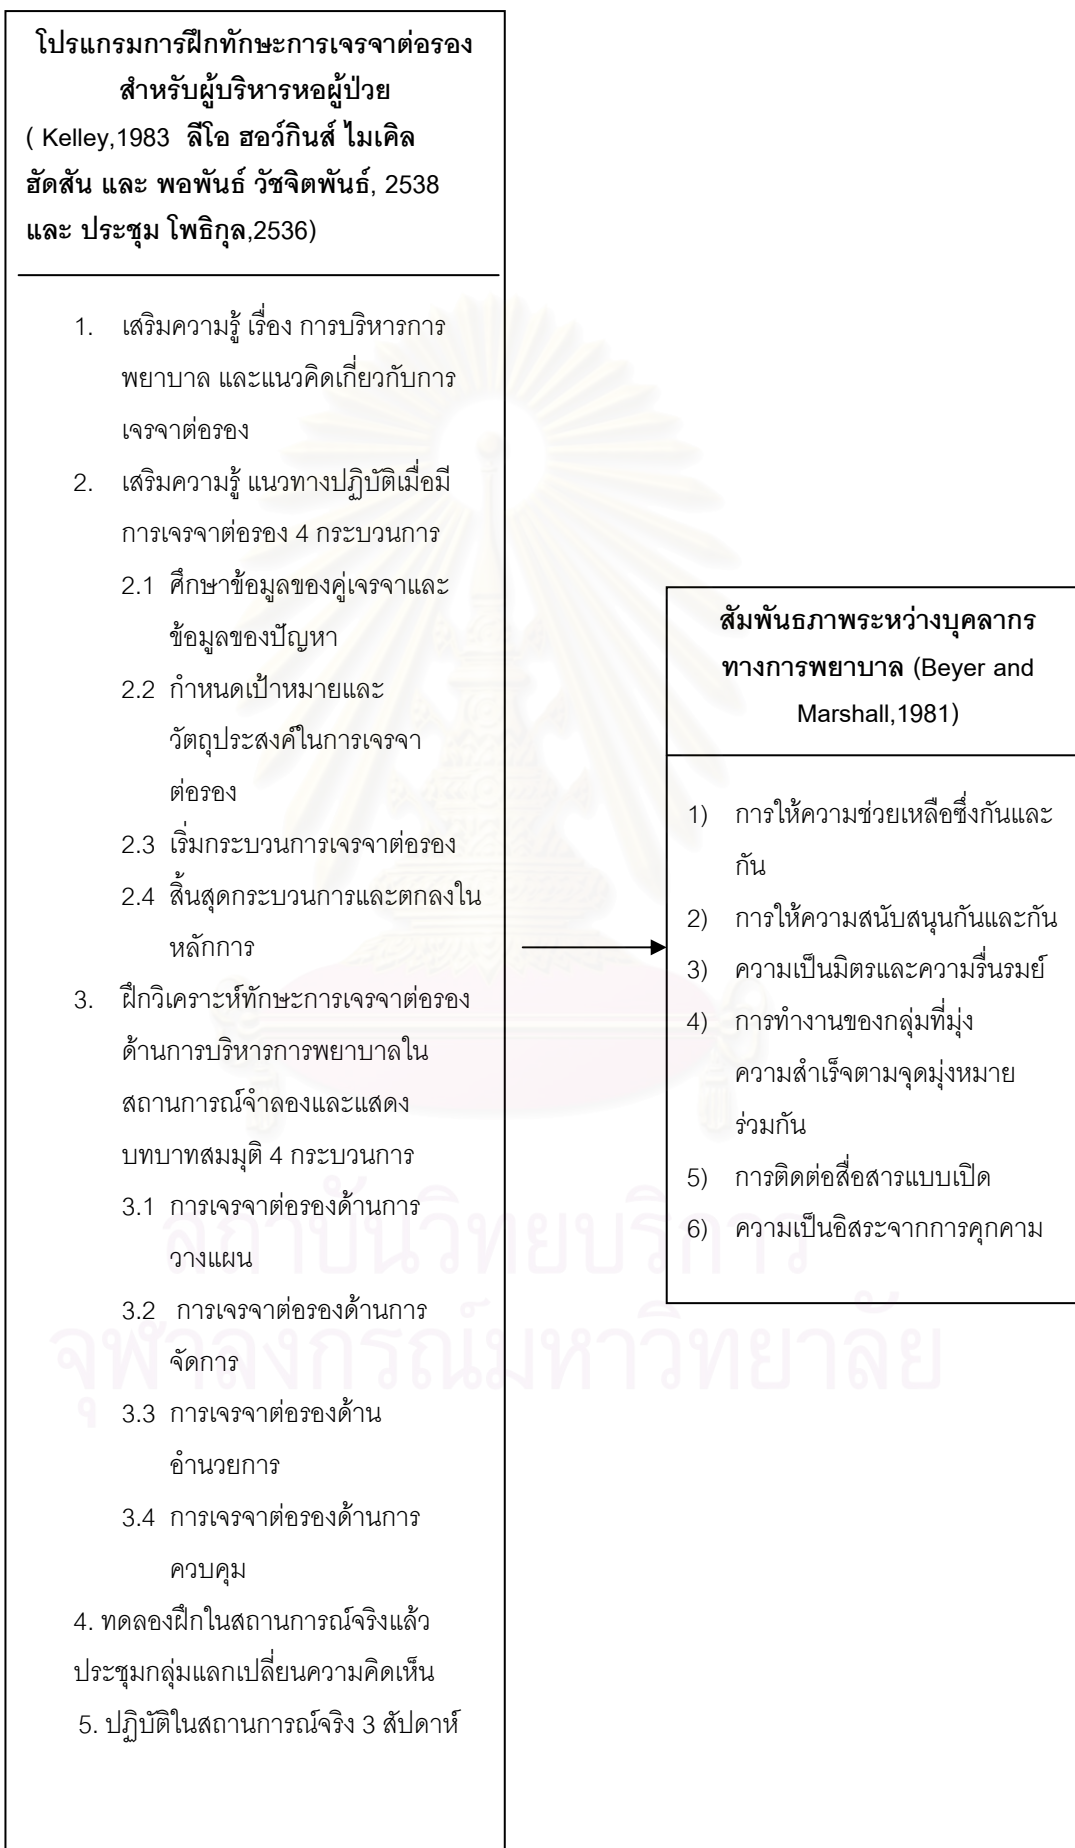 โปรแกรมการฝึกทักษะการเจรจาต่อรอง
สำหรับผู้บริหารหอผู้ป่วย
( Kelley,1983 ลีโอ ฮอว์กินส์ ไมเคิล
ฮัดสัน และ พอพันธ์ วัชจิตพันธ์, 2538
และ ประชุม โพธิกุล,2536)
1. เสริมความรู้ เรื่อง การบริหารการ
พยาบาล และแนวคิดเกี่ยวกับการ
เจรจาต่อรอง
2. เสริมความรู้ แนวทางปฏิบัติเมื่อมี
การเจรจาต่อรอง 4 กระบวนการ
2.1 ศึกษาข้อมูลของคู่เจรจาและ
ข้อมูลของปัญหา
2.2 กำหนดเป้าหมายและ
วัตถุประสงค์ในการเจรจา
ต่อรอง
2.3 เริ่มกระบวนการเจรจาต่อรอง
2.4 สิ้นสุดกระบวนการและตกลงใน
หลักการ
3. ฝึกวิเคราะห์ทักษะการเจรจาต่อรอง
ด้านการบริหารการพยาบาลใน
สถานการณ์จำลองและแสดง
บทบาทสมมุติ 4 กระบวนการ
3.1 การเจรจาต่อรองด้านการ
วางแผน
3.2 การเจรจาต่อรองด้านการ
จัดการ
3.3 การเจรจาต่อรองด้าน
อำนวยการ
3.4 การเจรจาต่อรองด้านการ
ควบคุม
4. ทดลองฝึกในสถานการณ์จริงแล้ว
ประชุมกลุ่มแลกเปลี่ยนความคิดเห็น
5. ปฏิบัติในสถานการณ์จริง 3 สัปดาห์
สัมพันธภาพระหว่างบุคลากร
ทางการพยาบาล (Beyer and
Marshall,1981)
1) การให้ความช่วยเหลือซึ่งกันและ
กัน
2) การให้ความสนับสนุนกันและกัน
3) ความเป็นมิตรและความรื่นรมย์
4) การทำงานของกลุ่มที่มุ่ง
ความสำเร็จตามจุดมุ่งหมาย
ร่วมกัน
5) การติดต่อสื่อสารแบบเปิด
6) ความเป็นอิสระจากการคุกคาม
สถาบันวิทยบริการ
จุฬาลงกรณ์มหาวิทยาลัย